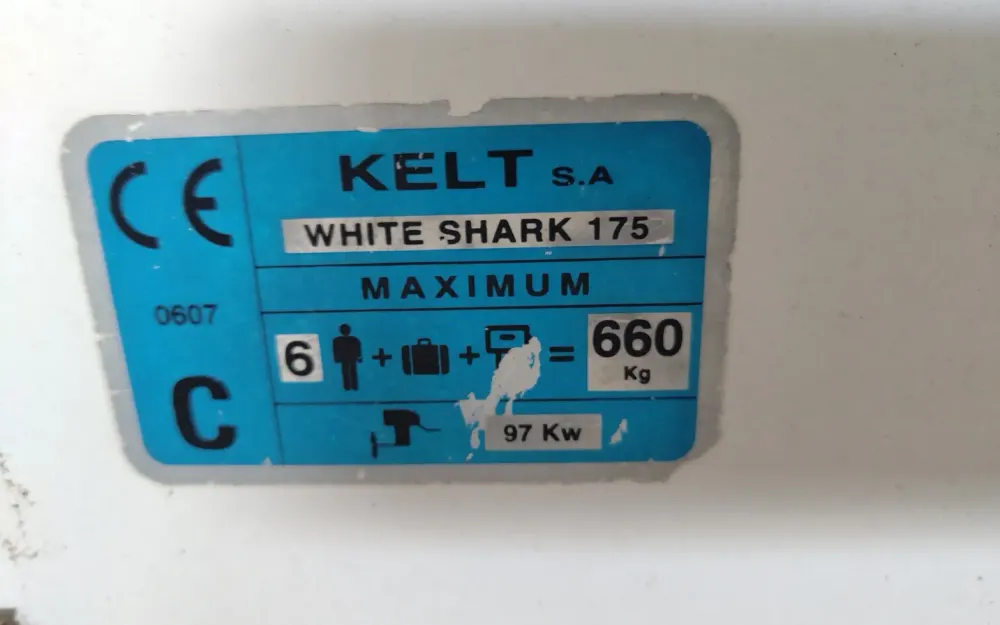 CE
KELT S.A
WHITE SHARK 175
MAXIMUM
0607
6 + + = 660
Kg
C
97 Kw